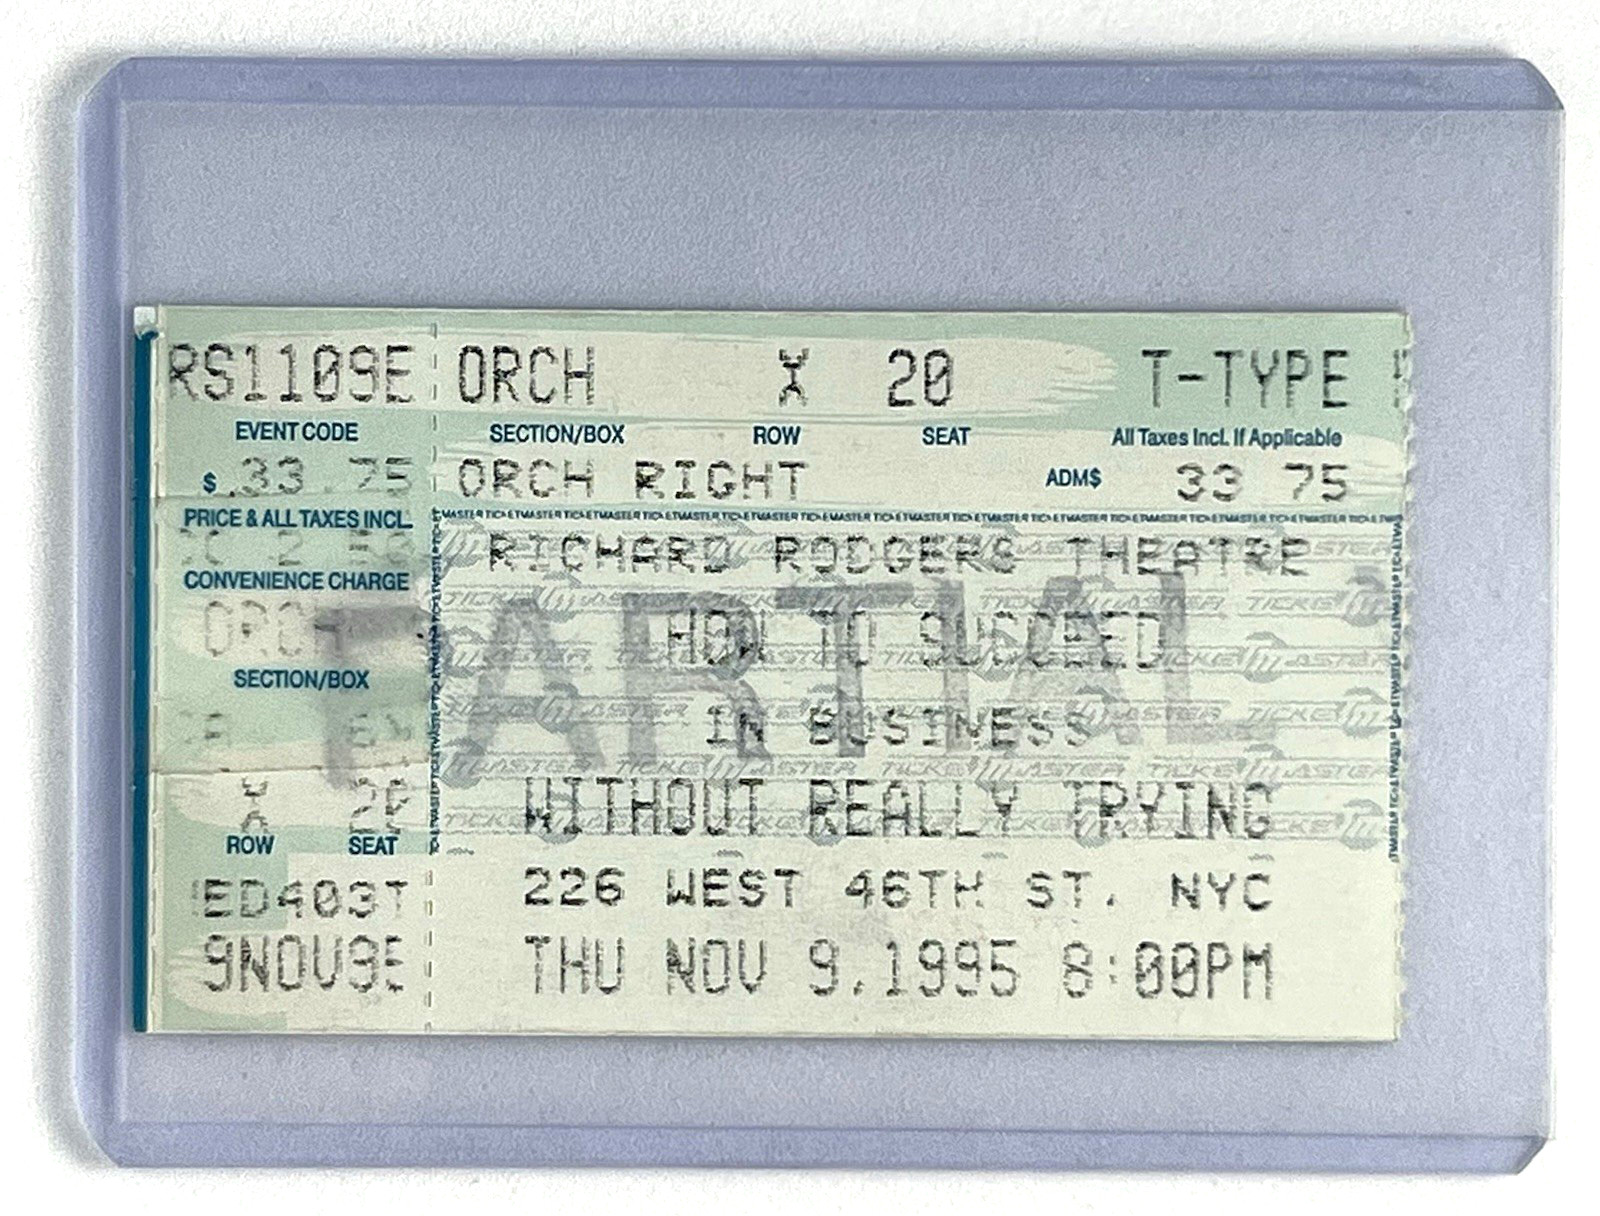 RS1109E ORCH X 20 T-TYPE
EVENT CODE SECTION/BOX ROW SEAT All Taxes Incl. If Applicable
$ 33.75 ORCH RIGHT ADM$ 33 75
PRICE & ALL TAXES INCL.
RICHARD RODGERS THEATRE
CONVENIENCE CHARGE
PARTIAL
HOW TO SUCCEED
SECTION/BOX
IN BUSINESS
X 20 WITHOUT REALLY TRYING
ROW SEAT
ED403T 226 WEST 46TH ST. NYC
9NOV95 THU NOV 9,1995 8:00PM